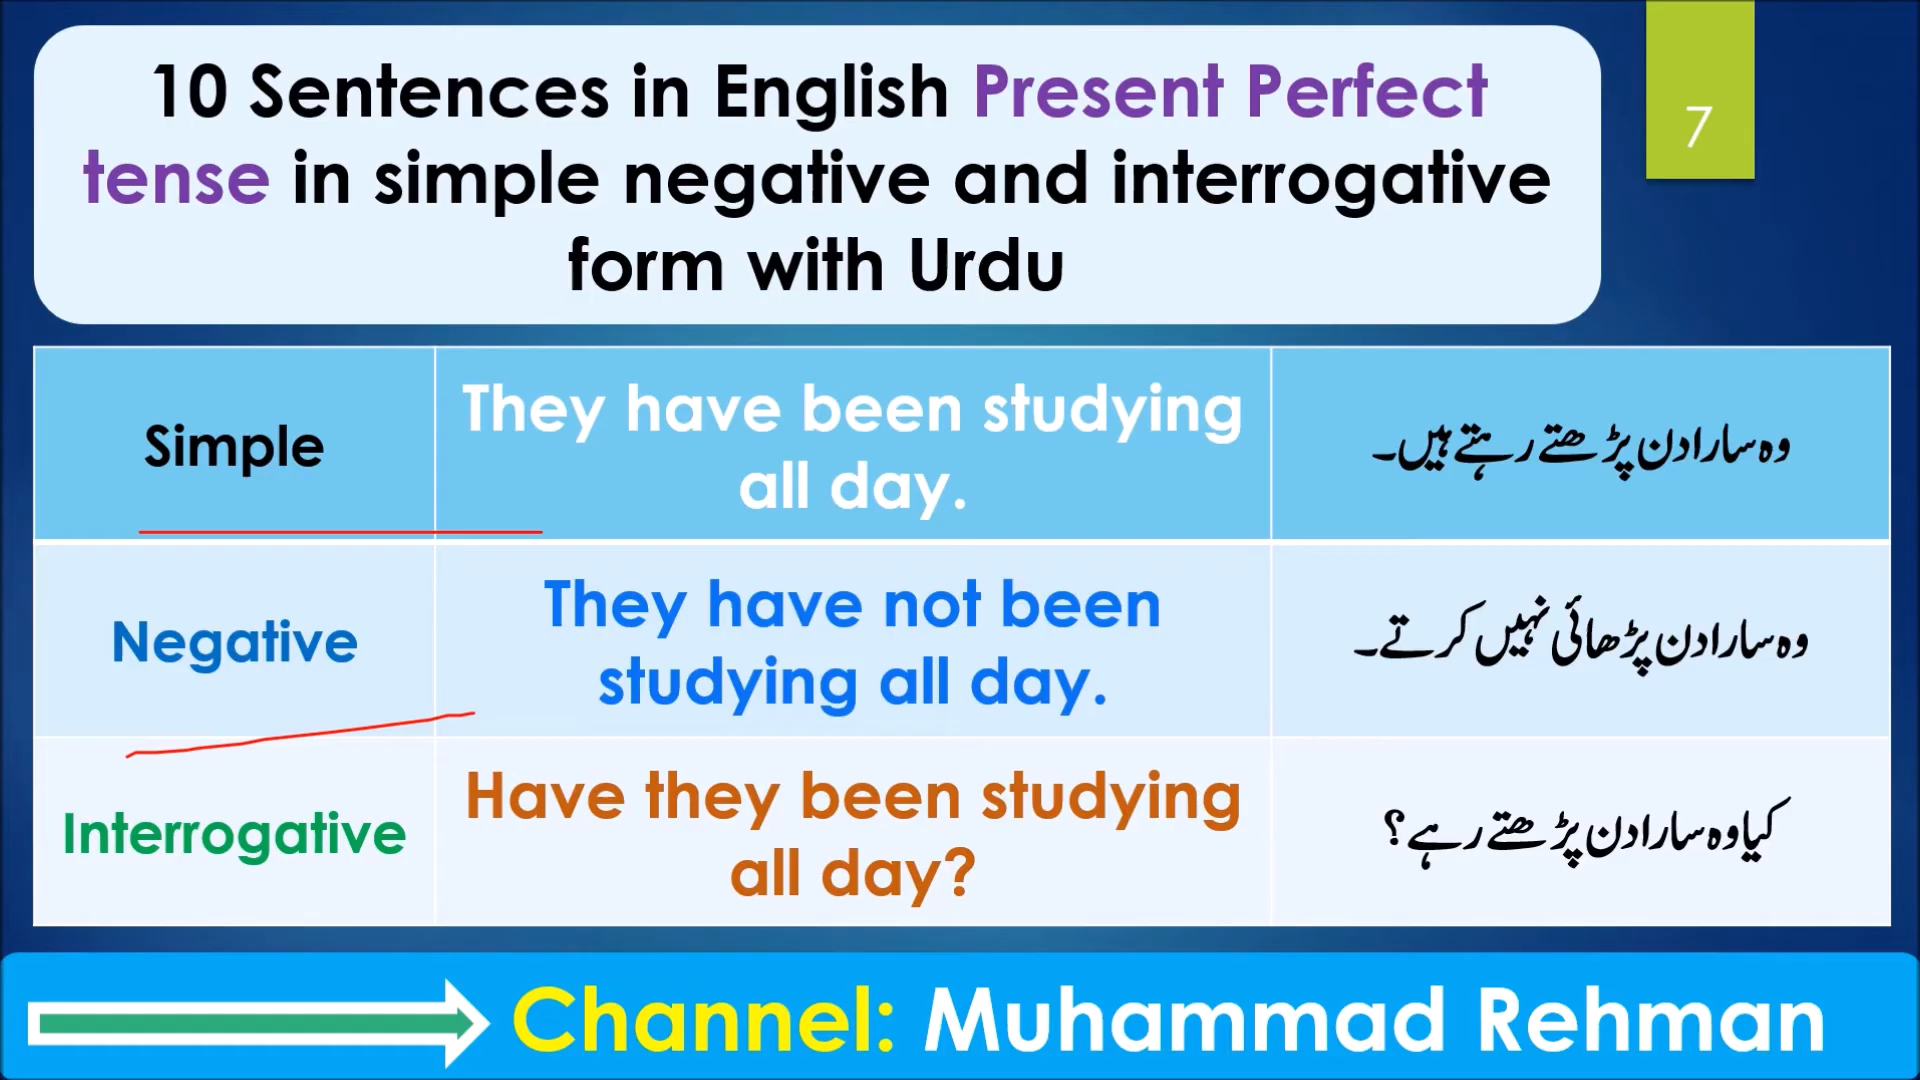 10 Sentences in English Present Perfect
tense in simple negative and interrogative
form with Urdu
7
Simple
They have been studying
all day.
وہ سارا دن پڑھتے رہتے ہیں۔
Negative
They have not been
studying all day.
وہ سارا دن پڑھائی نہیں کرتے۔
Interrogative
Have they been studying
all day?
کیا وہ سارا دن پڑھتے رہے؟
Channel: Muhammad Rehman